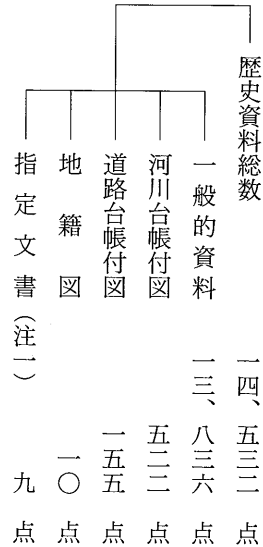 歴史資料総数　一四、五三二点
一般的資料　一三、八三六点
河川台帳付図　五二二点
道路台帳付図　一五五点
地籍図　一〇点
指定文書（注一）　九点